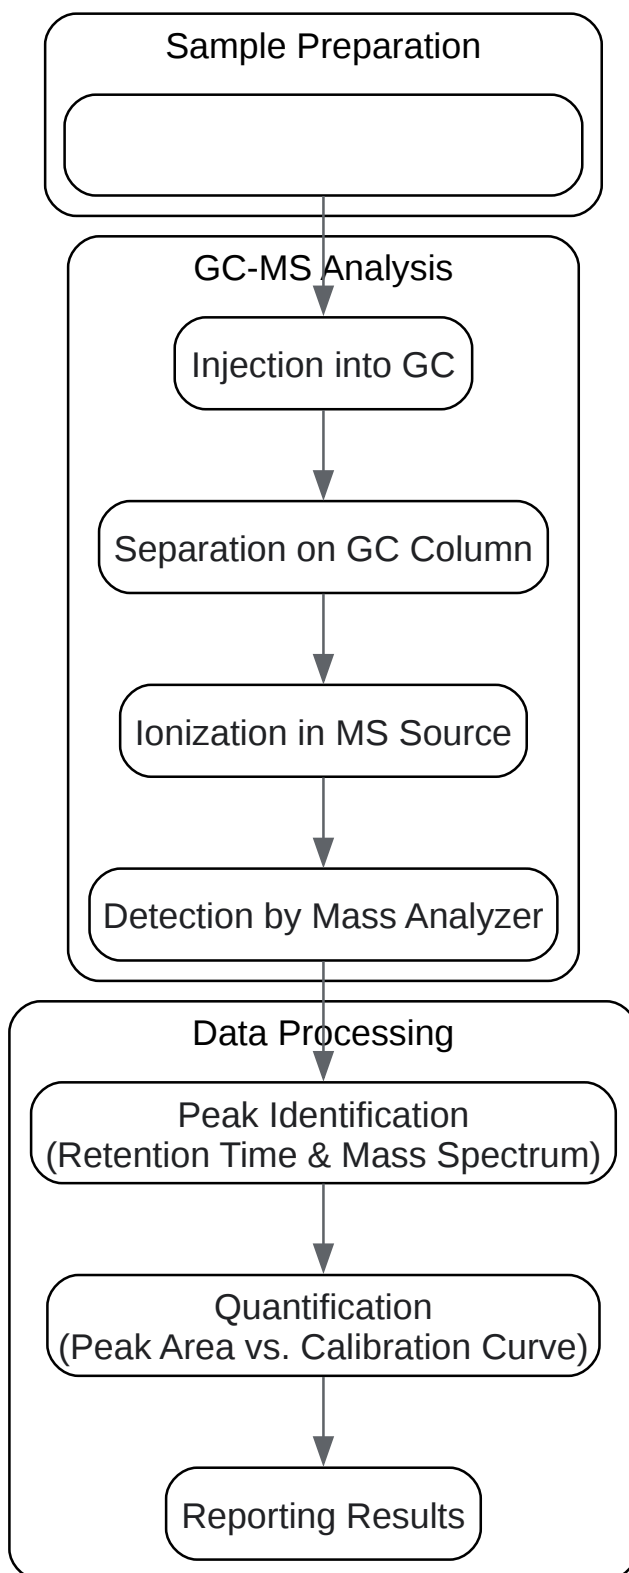 Sample Preparation
GC-MS Analysis
Injection into GC
Separation on GC Column
Ionization in MS Source
Detection by Mass Analyzer
Data Processing
Peak Identification
(Retention Time & Mass Spectrum)
Quantification
(Peak Area vs. Calibration Curve)
Reporting Results